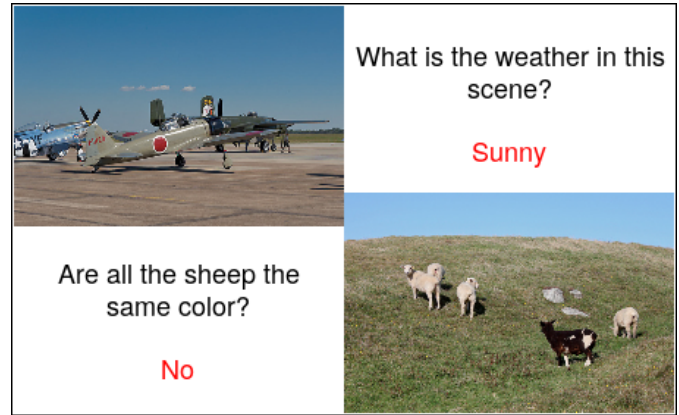 What is the weather in this
scene?
Sunny
Are all the sheep the
same color?
No